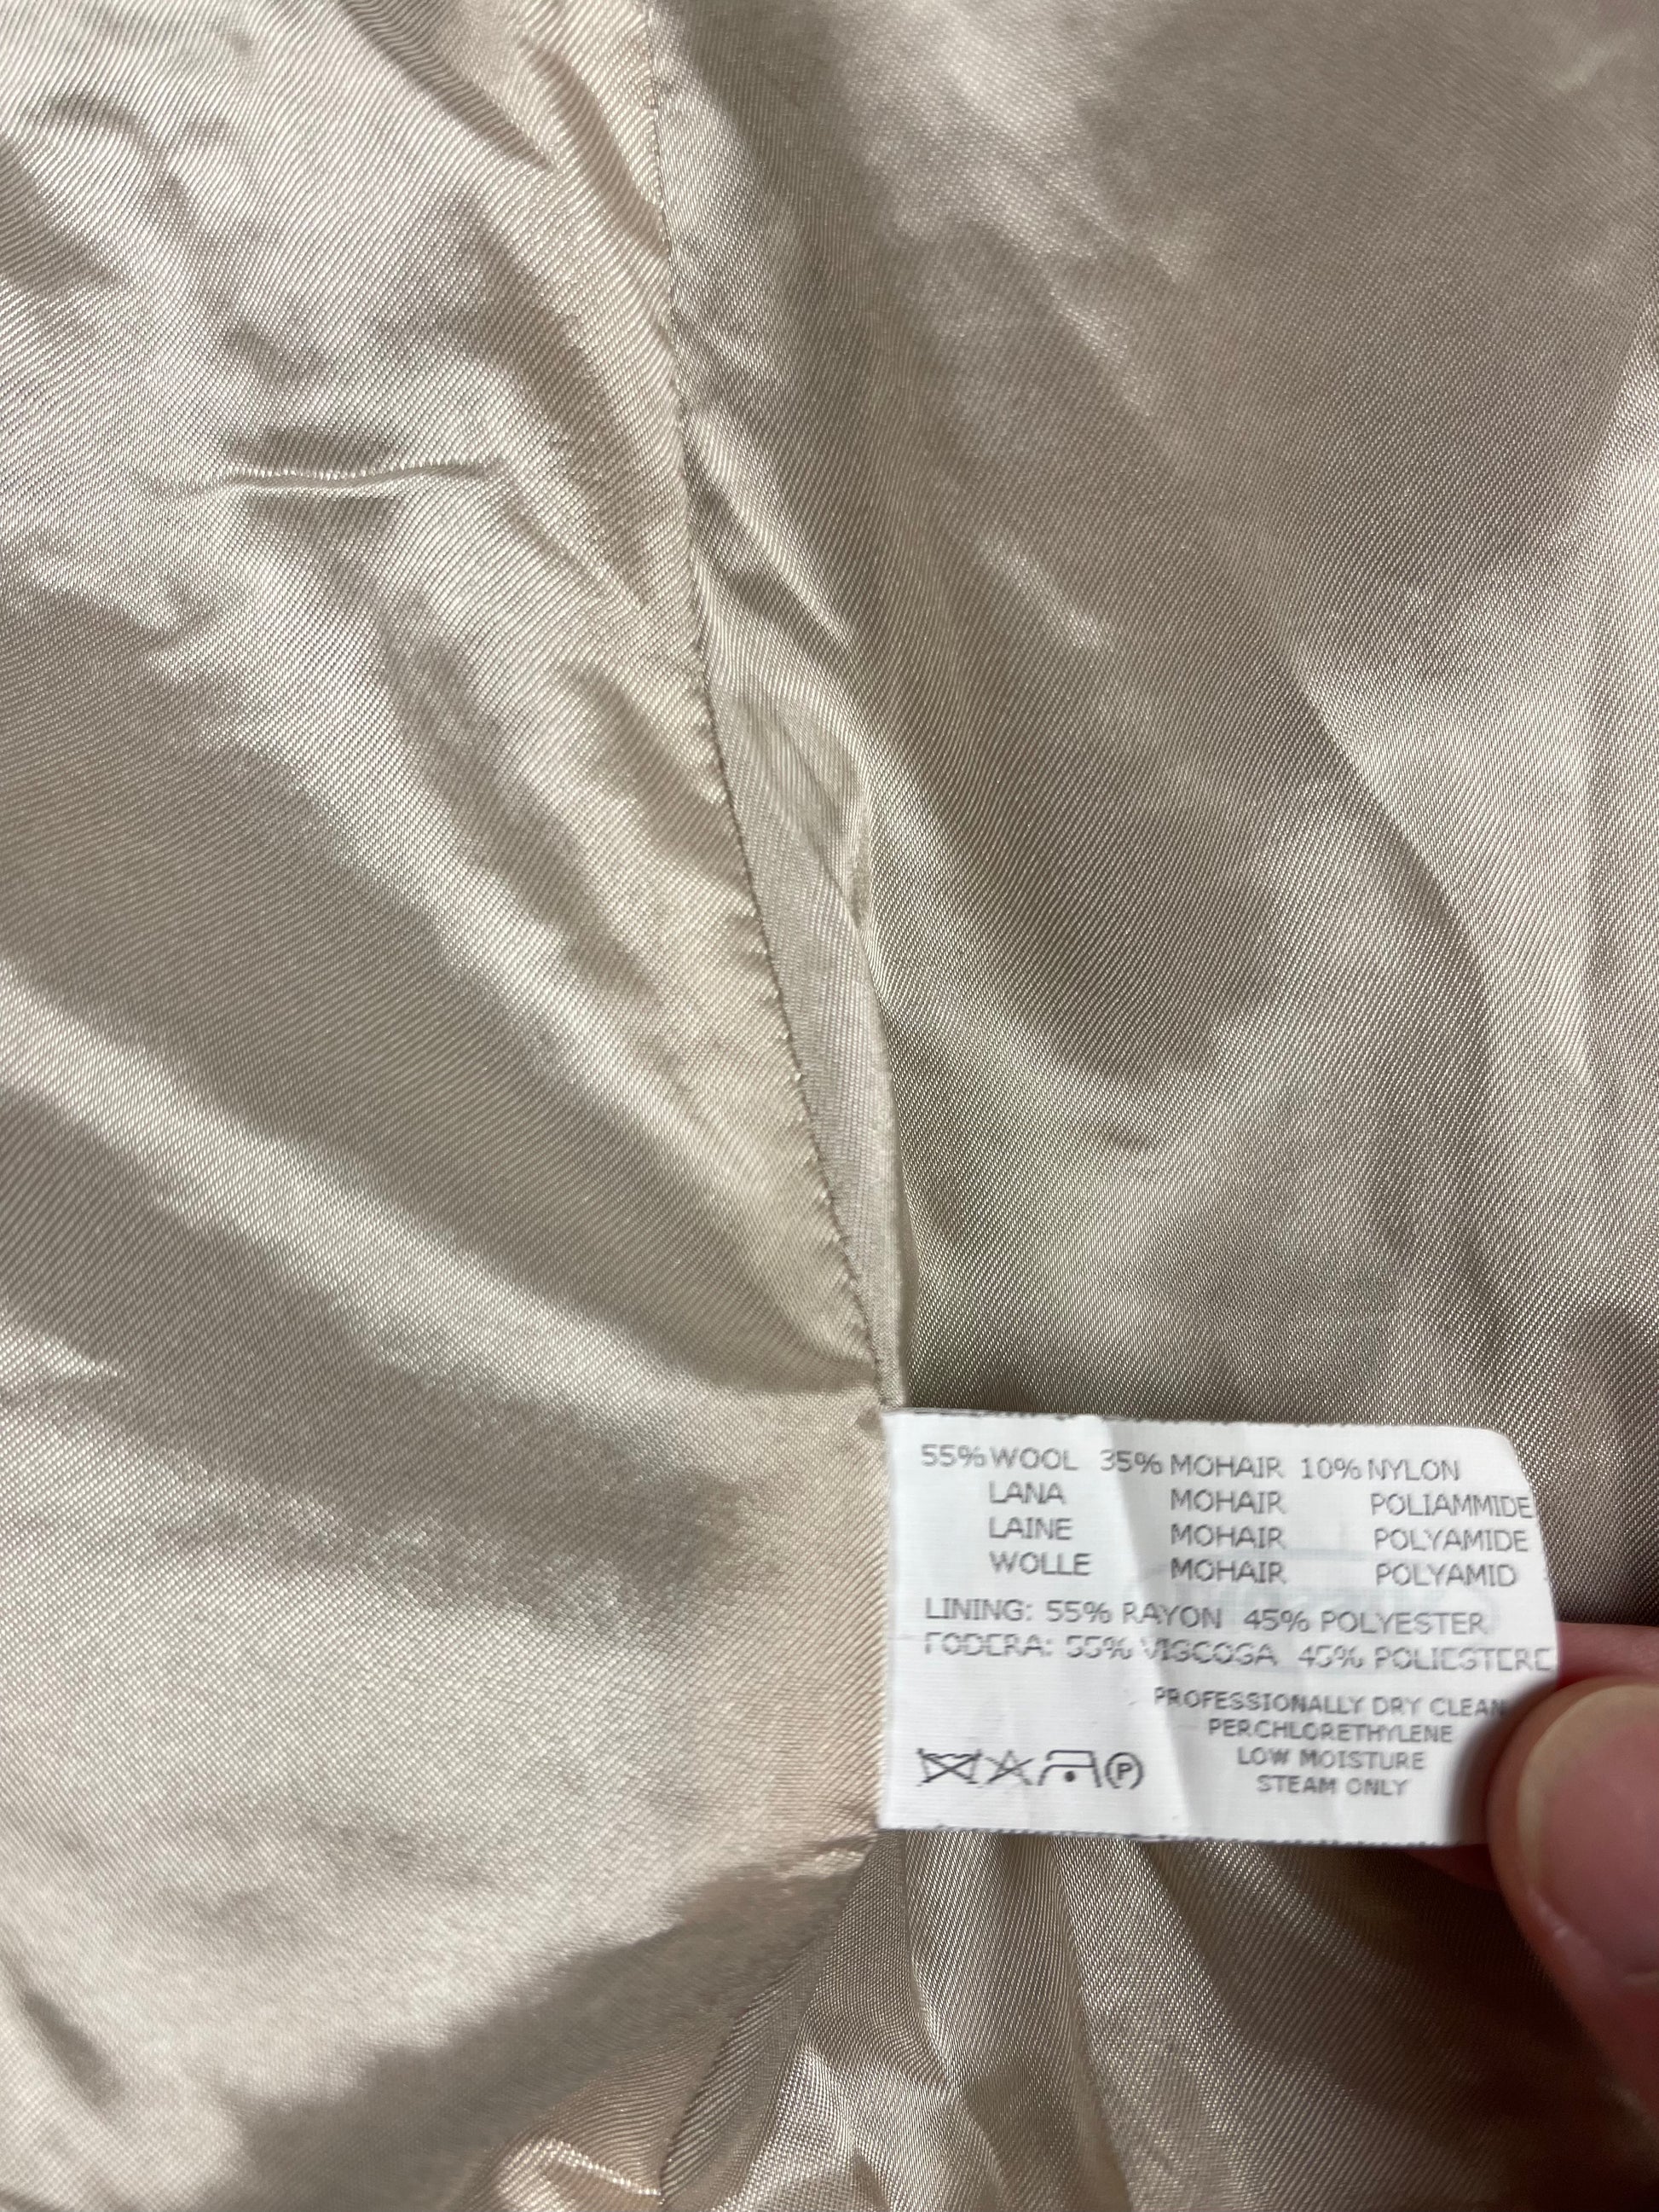 55% WOOL 35% MOHAIR 10% NYLON
LANA MOHAIR POLIAMMIDE
LAINE MOHAIR POLYAMIDE
WOLLE MOHAIR POLYAMID
LINING: 55% RAYON 45% POLYESTER
FODERA: 55% VISCOSA 45% POLIESTERE
PROFESSIONALLY DRY CLEAN
PERCHLORETHYLENE
LOW MOISTURE
STEAM ONLY
P